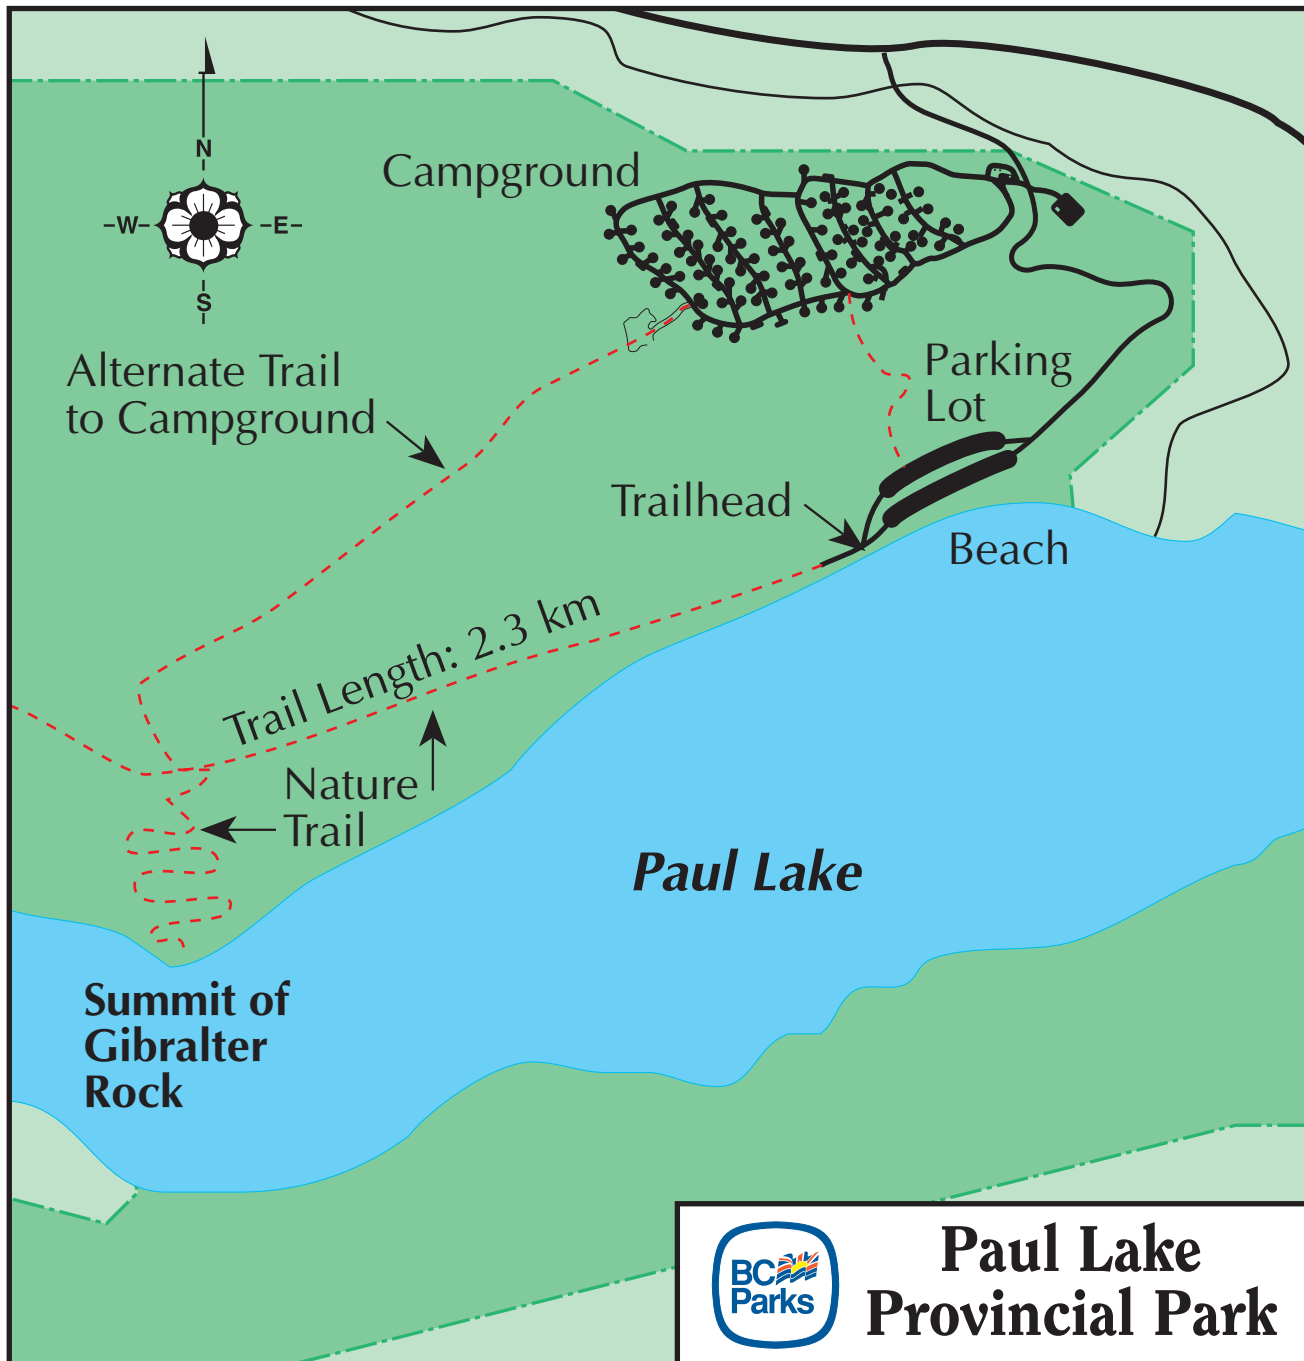 Campground
N
W
E
S
Alternate Trail
to Campground
Parking
Lot
Trailhead
Beach
Trail Length: 2.3 km
Nature
Trail
Paul Lake
Summit of
Gibralter
Rock
BC
Parks
Paul Lake
Provincial Park